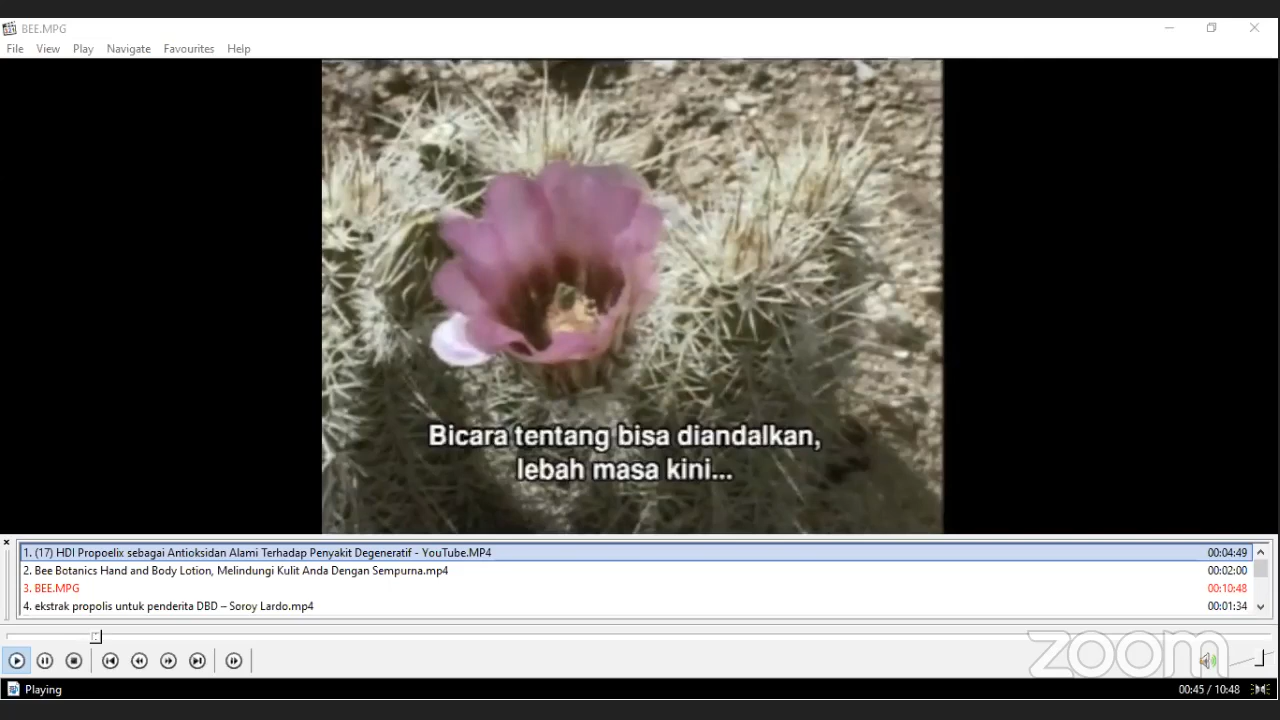 BEE.MPG
File View Play Navigate Favourites Help
Bicara tentang bisa diandalkan,
lebah masa kini...
1. (17) HDI Propoelix sebagai Antioksidan Alami Terhadap Penyakit Degeneratif - YouTube.MP4 00:04:49
2. Bee Botanics Hand and Body Lotion, Melindungi Kulit Anda Dengan Sempurna.mp4 00:02:00
3. BEE.MPG 00:10:48
4. ekstrak propolis untuk penderita DBD – Soroy Lardo.mp4 00:01:34
zoom
Playing 00:45 / 10:48